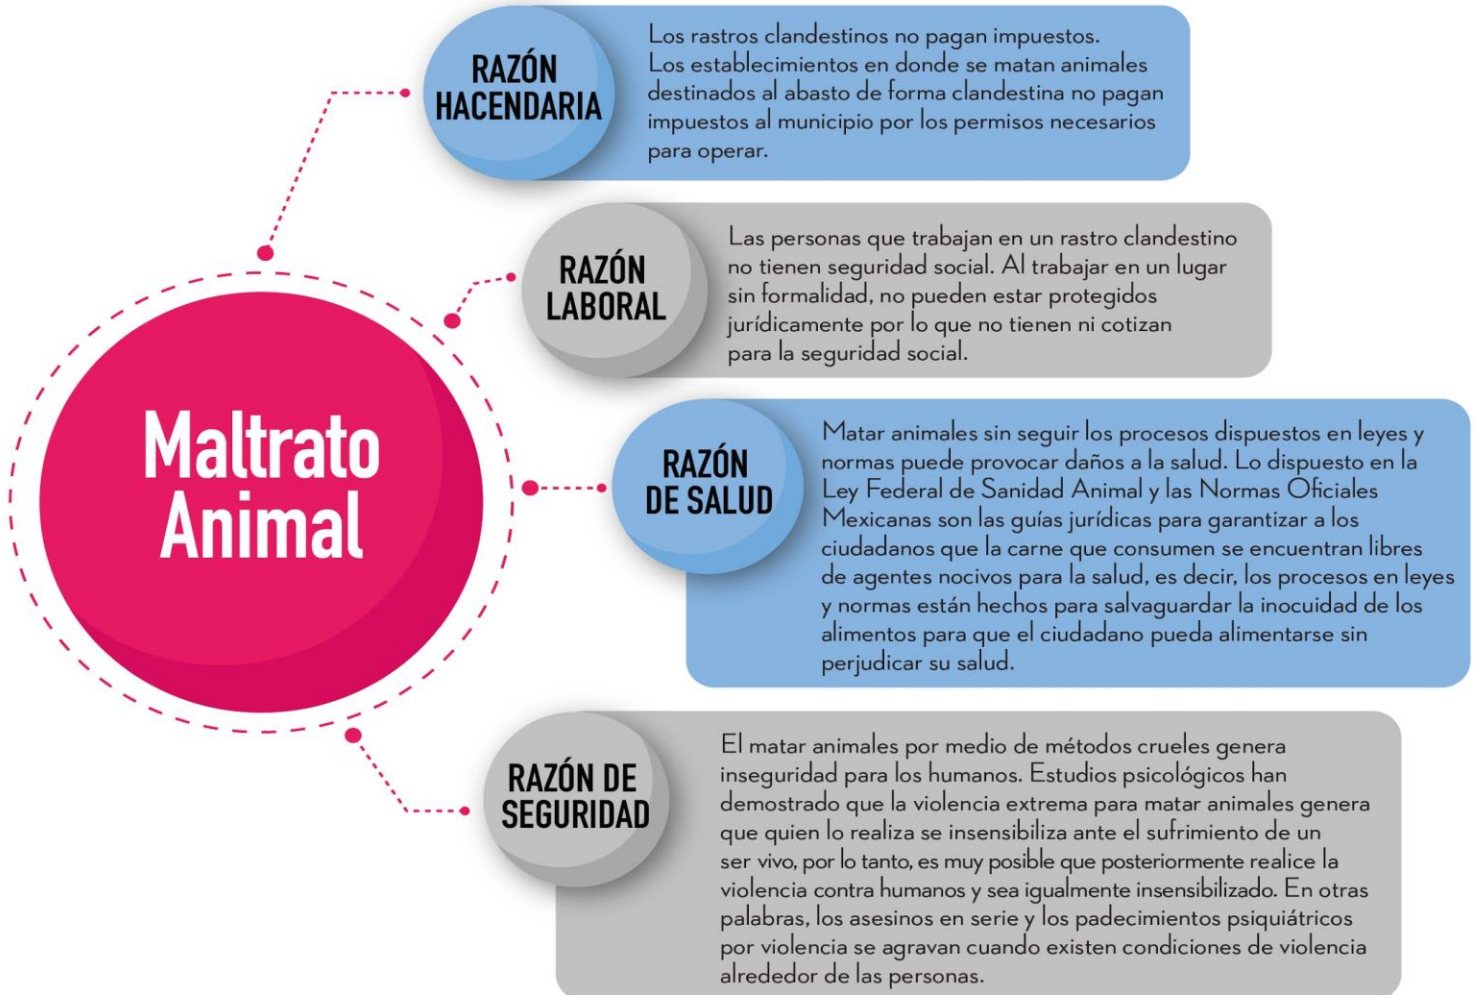 Maltrato
Animal
RAZÓN
HACENDARIA
Los rastros clandestinos no pagan impuestos.
Los establecimientos en donde se matan animales
destinados al abasto de forma clandestina no pagan
impuestos al municipio por los permisos necesarios
para operar.
RAZÓN
LABORAL
Las personas que trabajan en un rastro clandestino
no tienen seguridad social. Al trabajar en un lugar
sin formalidad, no pueden estar protegidos
jurídicamente por lo que no tienen ni cotizan
para la seguridad social.
RAZÓN
DE SALUD
Matar animales sin seguir los procesos dispuestos en leyes y
normas puede provocar daños a la salud. Lo dispuesto en la
Ley Federal de Sanidad Animal y las Normas Oficiales
Mexicanas son las guías jurídicas para garantizar a los
ciudadanos que la carne que consumen se encuentran libres
de agentes nocivos para la salud, es decir, los procesos en leyes
y normas están hechos para salvaguardar la inocuidad de los
alimentos para que el ciudadano pueda alimentarse sin
perjudicar su salud.
RAZÓN DE
SEGURIDAD
El matar animales por medio de métodos crueles genera
inseguridad para los humanos. Estudios psicológicos han
demostrado que la violencia extrema para matar animales genera
que quien lo realiza se insensibiliza ante el sufrimiento de un
ser vivo, por lo tanto, es muy posible que posteriormente realice la
violencia contra humanos y sea igualmente insensibilizado. En otras
palabras, los asesinos en serie y los padecimientos psiquiátricos
por violencia se agravan cuando existen condiciones de violencia
alrededor de las personas.